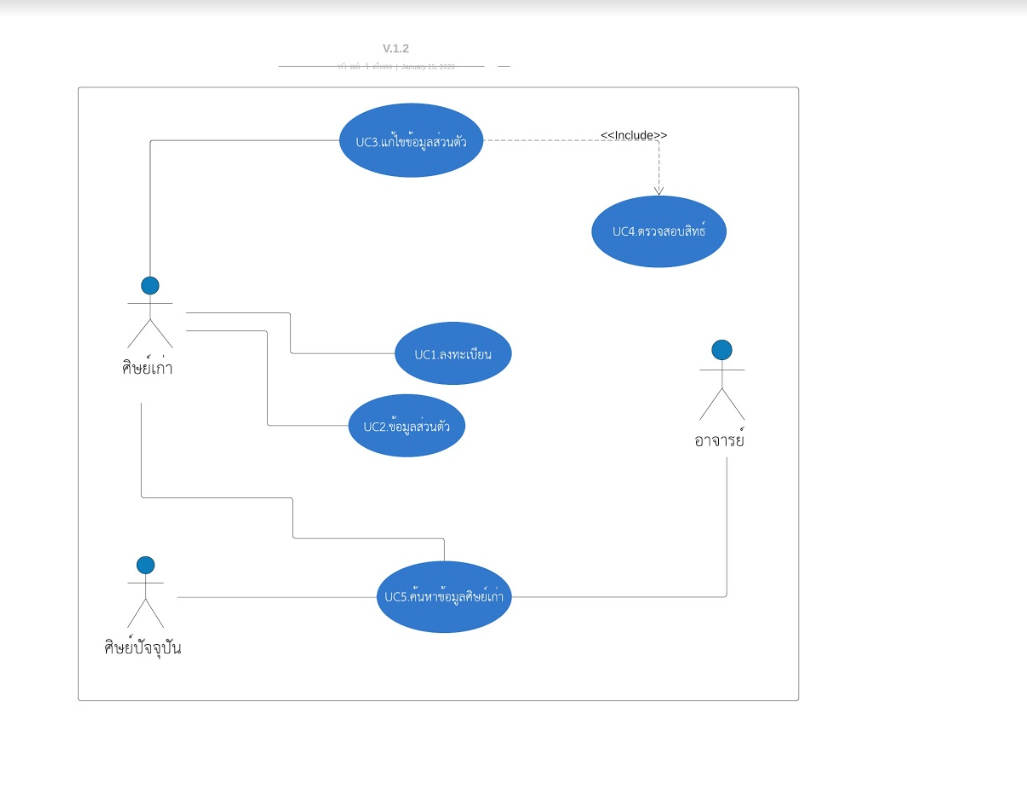 V.1.2
January 15, 2020
<<Include>>
UC3.แก้ไขข้อมูลส่วนตัว
UC4.ตรวจสอบสิทธ์
ศิษย์เก่า
UC1.ลงทะเบียน
UC2.ข้อมูลส่วนตัว
อาจารย์
UC5.ค้นหาข้อมูลศิษย์เก่า
ศิษย์ปัจจุปัน